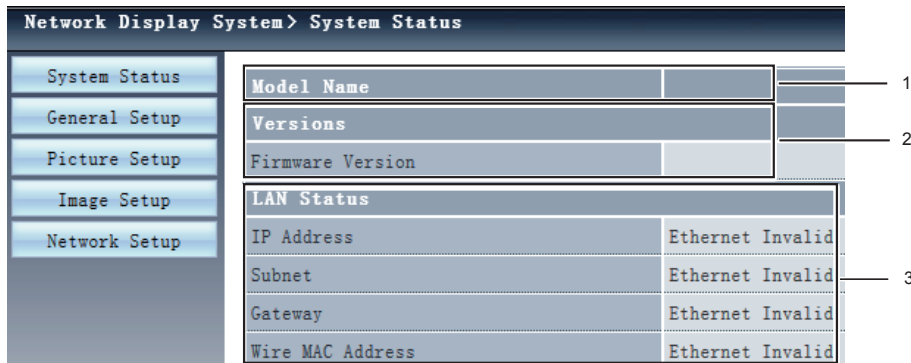 Network Display System> System Status
System Status
General Setup
Picture Setup
Image Setup
Network Setup
Model Name
1
Versions
2
Firmware Version
LAN Status
IP Address Ethernet Invalid
Subnet Ethernet Invalid
3
Gateway Ethernet Invalid
Wire MAC Address Ethernet Invalid